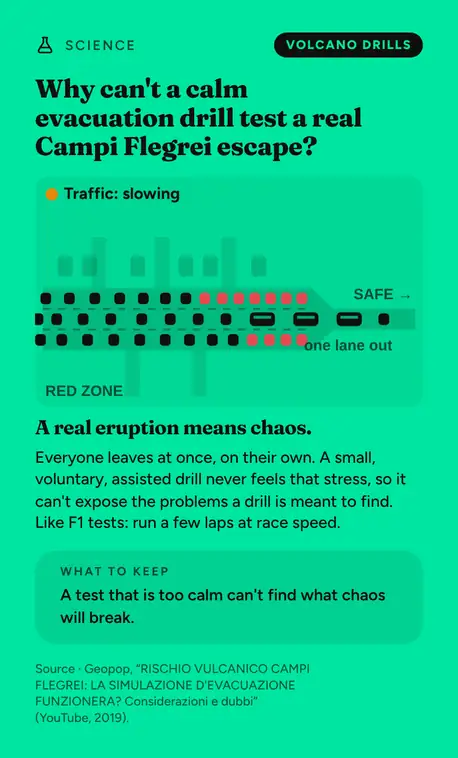 SCIENCE
VOLCANO DRILLS
Why can't a calm
evacuation drill test a real
Campi Flegrei escape?
Traffic: slowing
SAFE →
one lane out
RED ZONE
A real eruption means chaos.
Everyone leaves at once, on their own. A small,
voluntary, assisted drill never feels that stress, so it
can't expose the problems a drill is meant to find.
Like F1 tests: run a few laps at race speed.
WHAT TO KEEP
A test that is too calm can't find what chaos
will break.
Source · Geopop, "RISCHIO VULCANICO CAMPI
FLEGREI: LA SIMULAZIONE D'EVACUAZIONE
FUNZIONERA? Considerazioni e dubbi"
(YouTube, 2019).